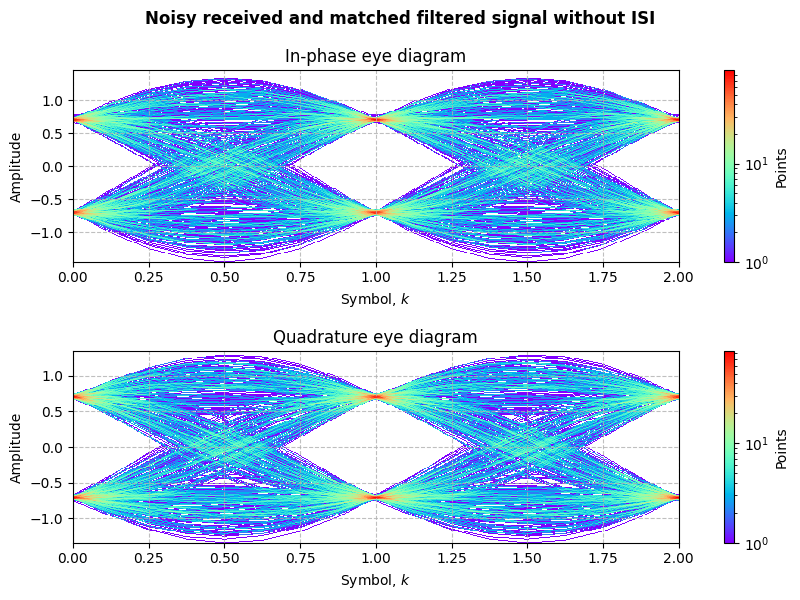 Noisy received and matched filtered signal without ISI
In-phase eye diagram
Amplitude
1.0
0.5
0.0
−0.5
−1.0
0.00 0.25 0.50 0.75 1.00 1.25 1.50 1.75 2.00
Symbol, k
10¹
10⁰
Points
Quadrature eye diagram
Amplitude
1.0
0.5
0.0
−0.5
−1.0
0.00 0.25 0.50 0.75 1.00 1.25 1.50 1.75 2.00
Symbol, k
10¹
10⁰
Points